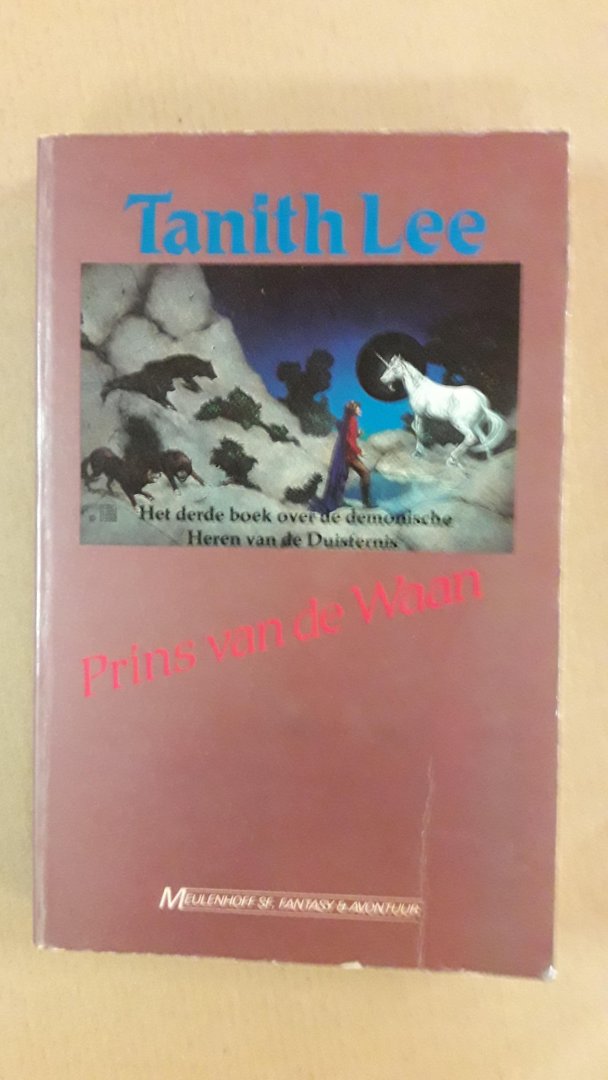 Tanith Lee
Het derde boek over de demonische
Heren van de Duisternis
Prins van de Waan
MEULENHOFF SF, FANTASY & AVONTUUR